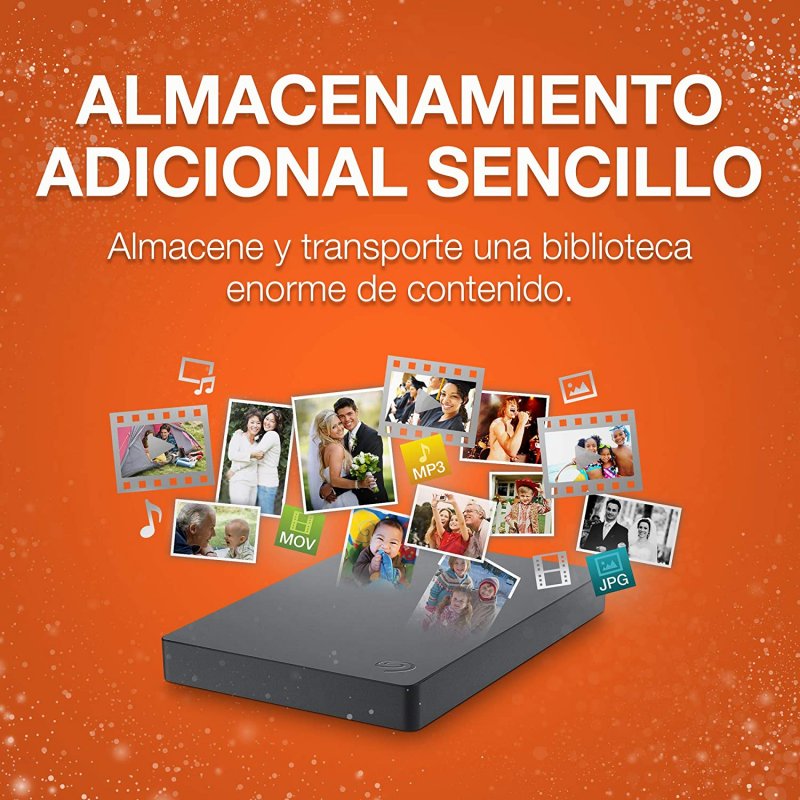 ALMACENAMIENTO
ADICIONAL SENCILLO
Almacene y transporte una biblioteca
enorme de contenido.
MP3
MOV
JPG